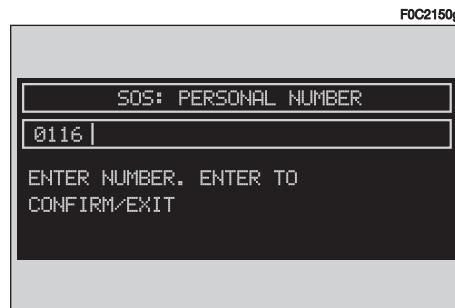 F0C2150g
SOS: PERSONAL NUMBER
0116
ENTER NUMBER. ENTER TO
CONFIRM/EXIT